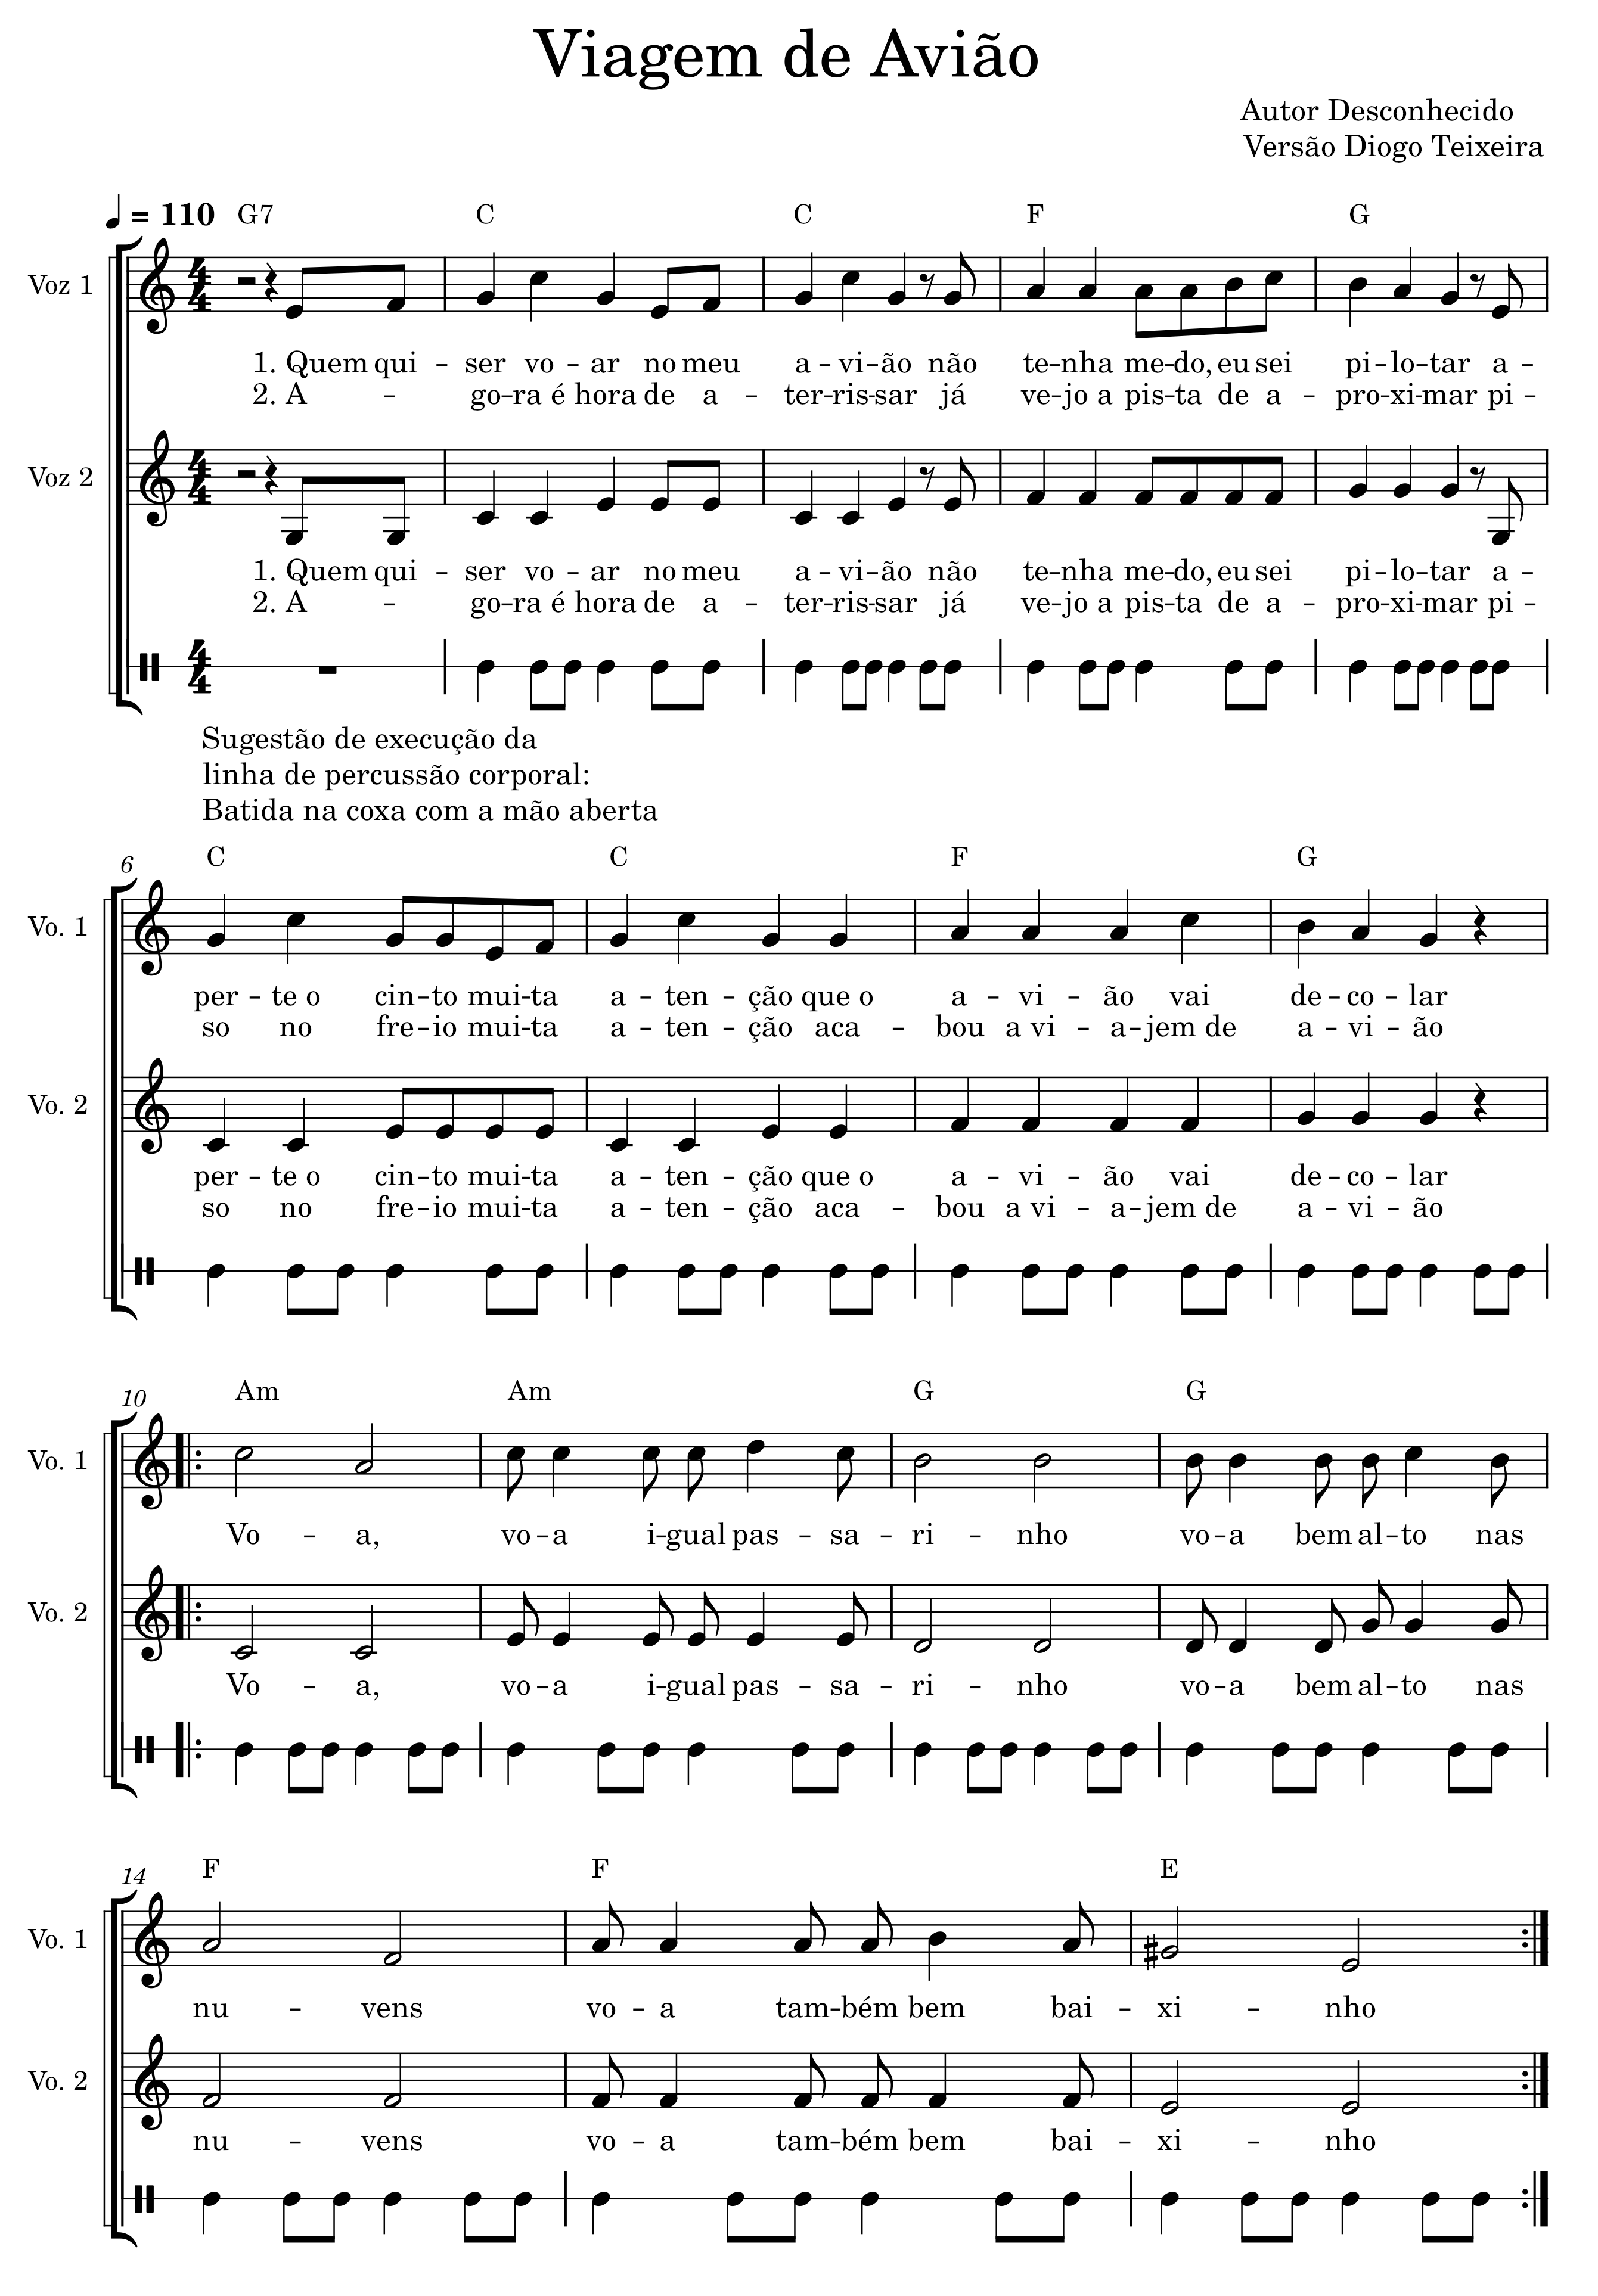 Viagem de Avião
Autor Desconhecido
Versão Diogo Teixeira
♩ = 110 G7 C C F G
Voz 1
4/4
1. Quem qui - ser vo - ar no meu a - vi - ão não te - nha me - do, eu sei pi - lo - tar a -
2. A - go - ra é hora de a - ter - ris - sar já ve - jo a pis - ta de a - pro - xi - mar pi -
Voz 2
4/4
1. Quem qui - ser vo - ar no meu a - vi - ão não te - nha me - do, eu sei pi - lo - tar a -
2. A - go - ra é hora de a - ter - ris - sar já ve - jo a pis - ta de a - pro - xi - mar pi -
4/4
Sugestão de execução da
linha de percussão corporal:
Batida na coxa com a mão aberta
6 C C F G
Vo. 1
per - te o cin - to mui - ta a - ten - ção que o a - vi - ão vai de - co - lar
so no fre - io mui - ta a - ten - ção aca - bou a vi - a - jem de a - vi - ão
Vo. 2
per - te o cin - to mui - ta a - ten - ção que o a - vi - ão vai de - co - lar
so no fre - io mui - ta a - ten - ção aca - bou a vi - a - jem de a - vi - ão
10 Am Am G G
Vo. 1
Vo - a, vo - a i - gual pas - sa - ri - nho vo - a bem al - to nas
Vo. 2
Vo - a, vo - a i - gual pas - sa - ri - nho vo - a bem al - to nas
14 F F E
Vo. 1
nu - vens vo - a tam - bém bem bai - xi - nho
Vo. 2
nu - vens vo - a tam - bém bem bai - xi - nho